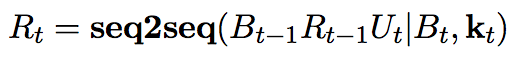 R_t = seq2seq(B_{t−1}R_{t−1}U_t|B_t, k_t)